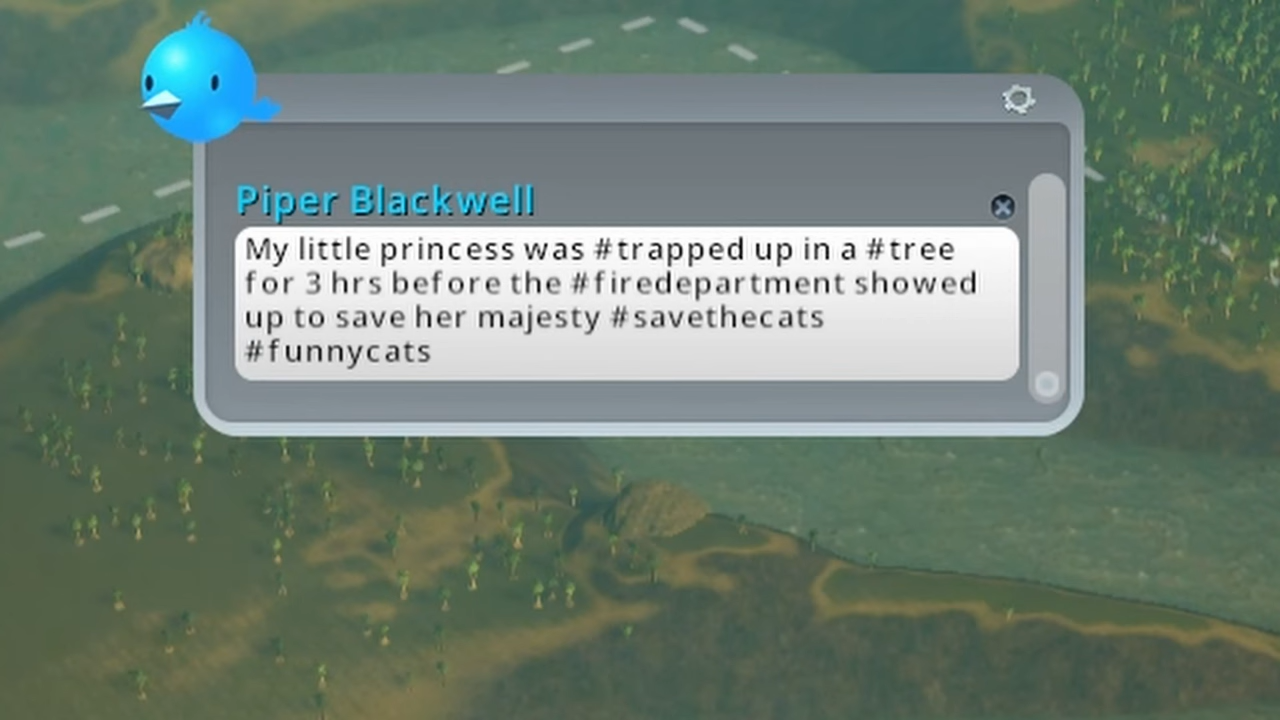 Piper Blackwell
My little princess was #trapped up in a #tree
for 3 hrs before the #firedepartment showed
up to save her majesty #savethecats
#funnycats